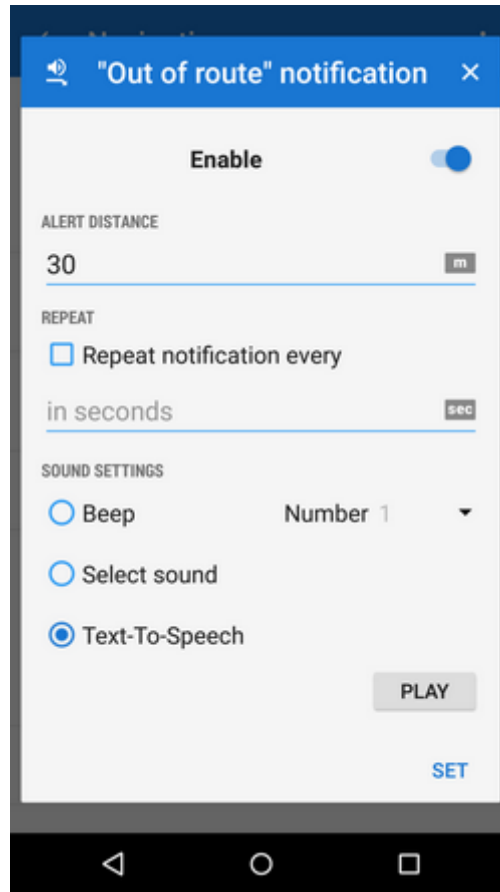 "Out of route" notification
Enable
ALERT DISTANCE
30 m
REPEAT
Repeat notification every
in seconds sec
SOUND SETTINGS
Beep Number 1
Select sound
Text-To-Speech
PLAY
SET